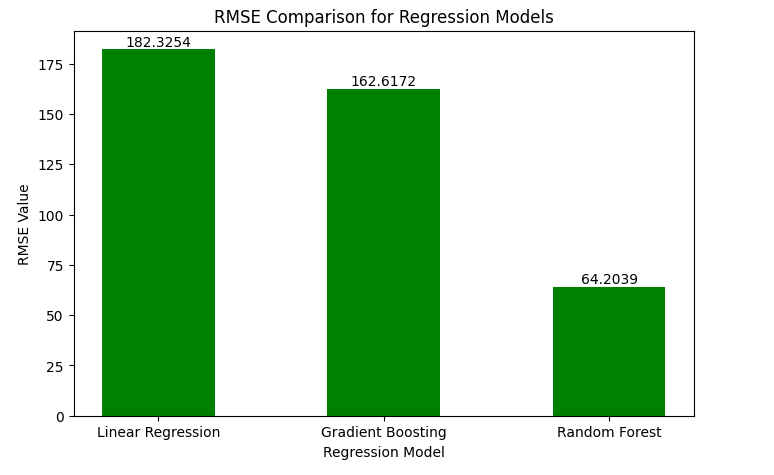 RMSE Comparison for Regression Models
182.3254
162.6172
64.2039
175
150
125
100
75
50
25
0
RMSE Value
Linear Regression
Gradient Boosting
Random Forest
Regression Model